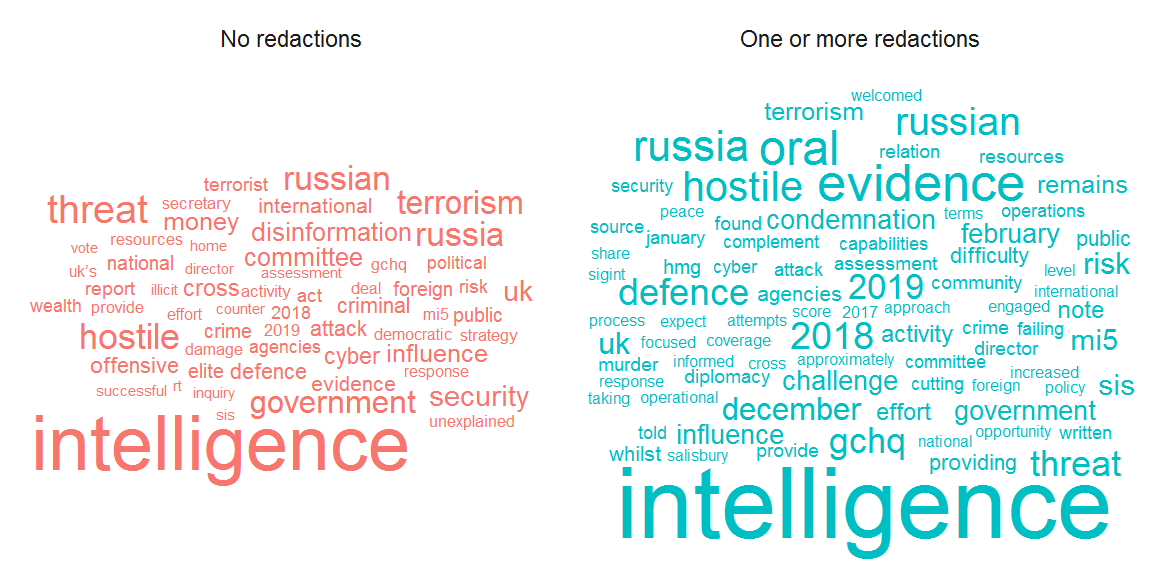 No redactions
terrorist russian
threat secretary international terrorism
money
vote resources home disinformation russia
uk's national director committee gchq political
assessment
report illicit cross activity act deal foreign risk uk
wealth provide effort counter 2018 criminal mi5 public
hostile crime 2019 attack democratic strategy
offensive damage agencies cyber influence
elite defence response
successful rt inquiry evidence
sis government security
unexplained
intelligence
One or more redactions
welcomed
terrorism russian
russia oral relation resources
security hostile evidence remains
peace terms operations
source found condemnation february public
january complement capabilities
share difficulty
sigint hmg cyber attack assessment level risk
defence agencies 2019 community international
process expect attempts score 2017 approach engaged note
uk focused coverage 2018 activity crime failing mi5
director
murder informed cross approximately committee increased
response diplomacy challenge cutting foreign policy sis
taking operational
december effort government
told influence gchq opportunity written
whilst salisbury provide national
providing threat
intelligence